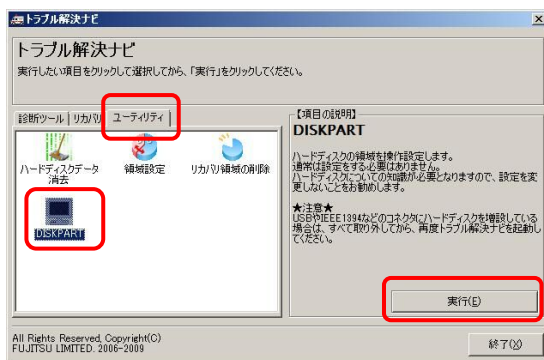 トラブル解決ナビ
トラブル解決ナビ
実行したい項目をクリックして選択してから、「実行」をクリックしてください。
診断ツール
リカバリ
ユーティリティ
ハードディスクデータ
消去
領域設定
リカバリ領域の削除
DISKPART
【項目の説明】
DISKPART
ハードディスクの領域を操作設定します。
通常は設定をする必要はありません。
ハードディスクについての知識が必要となりますので、設定を変
更しないことをお勧めします。
★注意★
USBやIEEE1394などのコネクタにハードディスクを増設している
場合は、すべて取り外してから、再度トラブル解決ナビを起動し
てください。
実行(E)
All Rights Reserved, Copyright(C)
FUJITSU LIMITED. 2006-2009
終了(X)